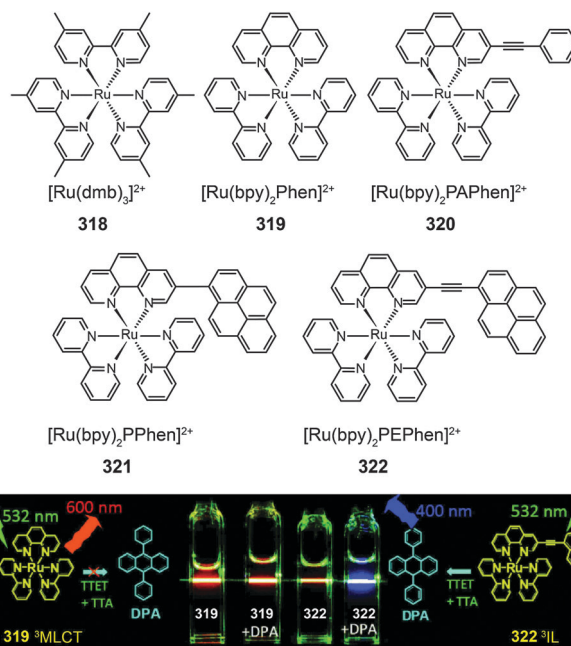 [Ru(dmb)₃]²⁺ [Ru(bpy)₂Phen]²⁺ [Ru(bpy)₂PAPhen]²⁺
318 319 320
[Ru(bpy)₂PPhen]²⁺ [Ru(bpy)₂PEPhen]²⁺
321 322
532 nm 600 nm 400 nm 532 nm
TTET
+ TTA
DPA
319 ³MLCT
319
319
+DPA
322
322
+DPA
DPA
TTET
+ TTA
322 ³IL